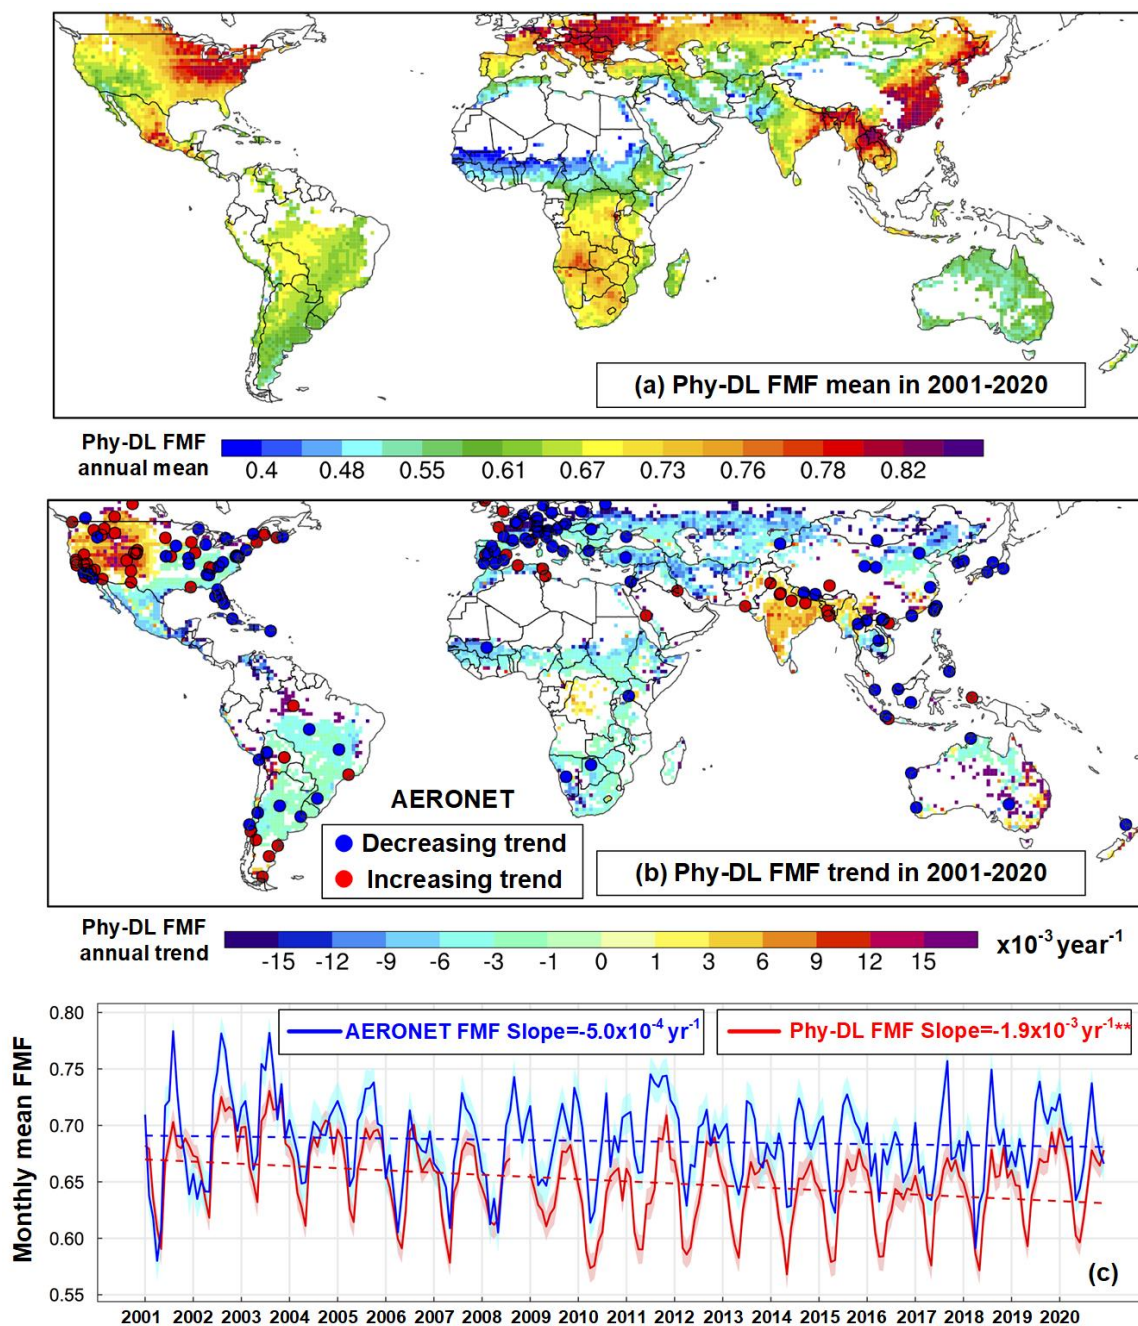 (a) Phy-DL FMF mean in 2001-2020
Phy-DL FMF
annual mean
0.4 0.48 0.55 0.61 0.67 0.73 0.76 0.78 0.82
AERONET
Decreasing trend
Increasing trend
(b) Phy-DL FMF trend in 2001-2020
Phy-DL FMF
annual trend
-15 -12 -9 -6 -3 -1 0 1 3 6 9 12 15
x10⁻³ year⁻¹
AERONET FMF Slope=-5.0x10⁻⁴ yr⁻¹
Phy-DL FMF Slope=-1.9x10⁻³ yr⁻¹**
Monthly mean FMF
0.80
0.75
0.70
0.65
0.60
0.55
(c)
2001 2002 2003 2004 2005 2006 2007 2008 2009 2010 2011 2012 2013 2014 2015 2016 2017 2018 2019 2020